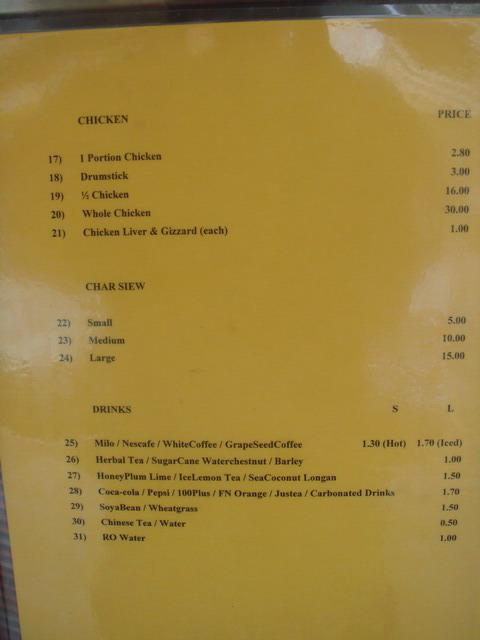 CHICKEN PRICE
17) 1 Portion Chicken 2.80
18) Drumstick 3.00
19) ½ Chicken 16.00
20) Whole Chicken 30.00
21) Chicken Liver & Gizzard (each) 1.00
CHAR SIEW
22) Small 5.00
23) Medium 10.00
24) Large 15.00
DRINKS S L
25) Milo / Nescafe / WhiteCoffee / GrapeSeedCoffee 1.30 (Hot) 1.70 (Iced)
26) Herbal Tea / SugarCane Waterchestnut / Barley 1.00
27) HoneyPlum Lime / IceLemon Tea / SeaCoconut Longan 1.50
28) Coca-cola / Pepsi / 100Plus / FN Orange / Justea / Carbonated Drinks 1.70
29) SoyaBean / Wheatgrass 1.50
30) Chinese Tea / Water 0.50
31) RO Water 1.00